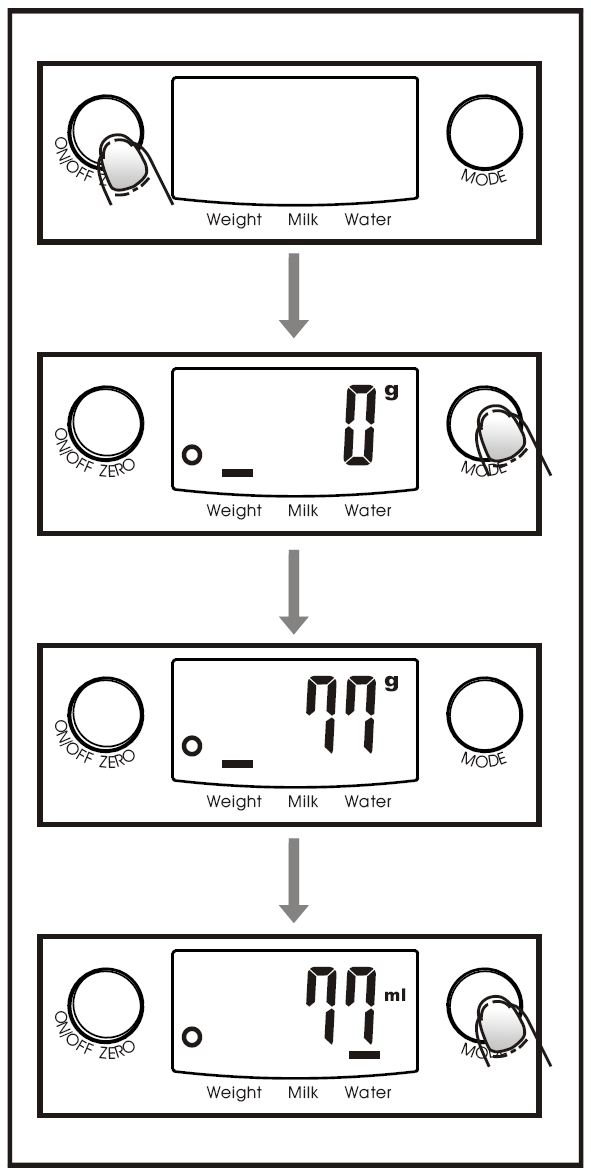 ON/OFF Z
MODE
Weight Milk Water
0 g
ON/OFF ZERO
MODE
Weight Milk Water
77 g
ON/OFF ZERO
MODE
Weight Milk Water
77 ml
ON/OFF ZERO
MODE
Weight Milk Water